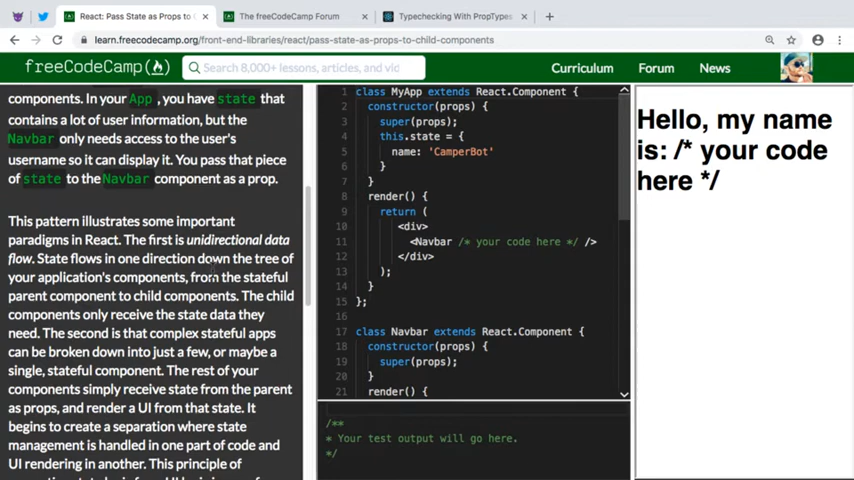 React: Pass State as Props to C
The freeCodeCamp Forum
Typechecking With PropTypes
learn.freecodecamp.org/front-end-libraries/react/pass-state-as-props-to-child-components
freeCodeCamp
Search 8,000+ lessons, articles, and vid
Curriculum
Forum
News
components. In your App , you have state that
contains a lot of user information, but the
Navbar only needs access to the user's
username so it can display it. You pass that piece
of state to the Navbar component as a prop.
This pattern illustrates some important
paradigms in React. The first is unidirectional data
flow. State flows in one direction down the tree of
your application's components, from the stateful
parent component to child components. The child
components only receive the state data they
need. The second is that complex stateful apps
can be broken down into just a few, or maybe a
single, stateful component. The rest of your
components simply receive state from the parent
as props, and render a UI from that state. It
begins to create a separation where state
management is handled in one part of code and
UI rendering in another. This principle of
1 class MyApp extends React.Component {
2 constructor(props) {
3 super(props);
4 this.state = {
5 name: 'CamperBot'
6 }
7 }
8 render() {
9 return (
10 <div>
11 <Navbar /* your code here */ />
12 </div>
13 );
14 }
15 };
16
17 class Navbar extends React.Component {
18 constructor(props) {
19 super(props);
20 }
21 render() {
/**
* Your test output will go here.
*/
Hello, my name
is: /* your code
here */